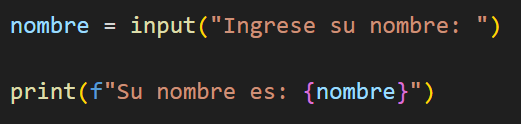 nombre = input("Ingrese su nombre: ")
print(f"Su nombre es: {nombre}")